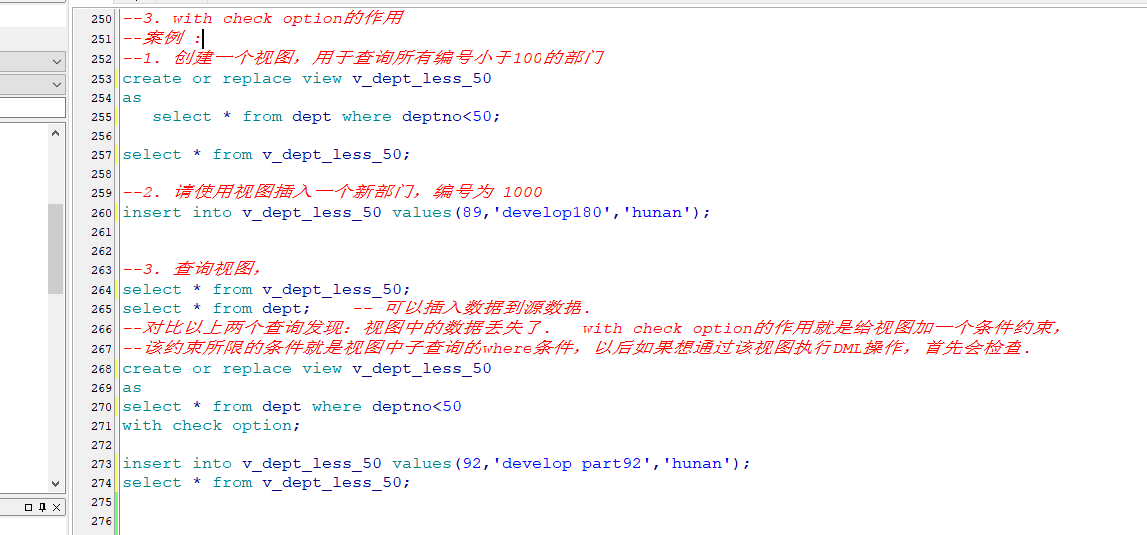 250 --3. with check option的作用
251 --案例 :
252 --1. 创建一个视图，用于查询所有编号小于100的部门
253 create or replace view v_dept_less_50
254 as
255 select * from dept where deptno<50;
256
257 select * from v_dept_less_50;
258
259 --2. 请使用视图插入一个新部门，编号为 1000
260 insert into v_dept_less_50 values(89,'develop180','hunan');
261
262
263 --3. 查询视图，
264 select * from v_dept_less_50;
265 select * from dept; -- 可以插入数据到源数据.
266 --对比以上两个查询发现：视图中的数据丢失了. with check option的作用就是给视图加一个条件约束，
267 --该约束所限的条件就是视图中子查询的where条件，以后如果想通过该视图执行DML操作，首先会检查.
268 create or replace view v_dept_less_50
269 as
270 select * from dept where deptno<50
271 with check option;
272
273 insert into v_dept_less_50 values(92,'develop part92','hunan');
274 select * from v_dept_less_50;
275
276